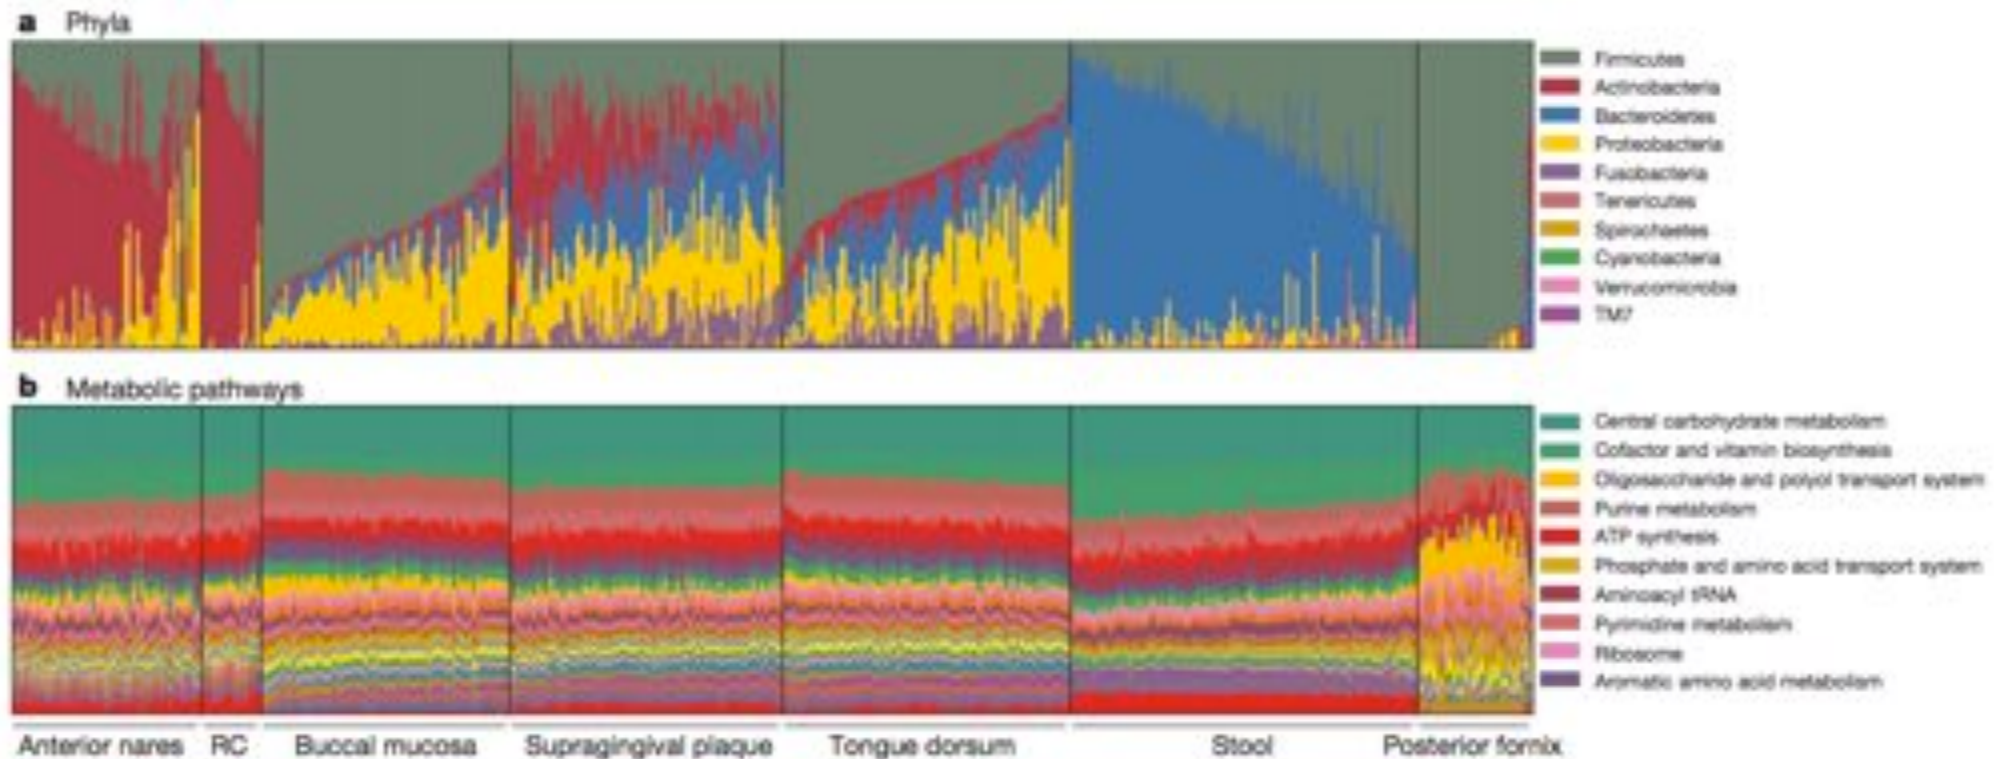 a Phyla
Firmicutes
Actinobacteria
Bacteroidetes
Proteobacteria
Fusobacteria
Tenericutes
Spirochaetes
Cyanobacteria
Verrucomicrobia
TM7
b Metabolic pathways
Central carbohydrate metabolism
Cofactor and vitamin biosynthesis
Oligosaccharide and polyol transport system
Purine metabolism
ATP synthesis
Phosphate and amino acid transport system
Aminoacyl tRNA
Pyrimidine metabolism
Ribosome
Aromatic amino acid metabolism
Anterior nares RC Buccal mucosa Supragingival plaque Tongue dorsum Stool Posterior fornix